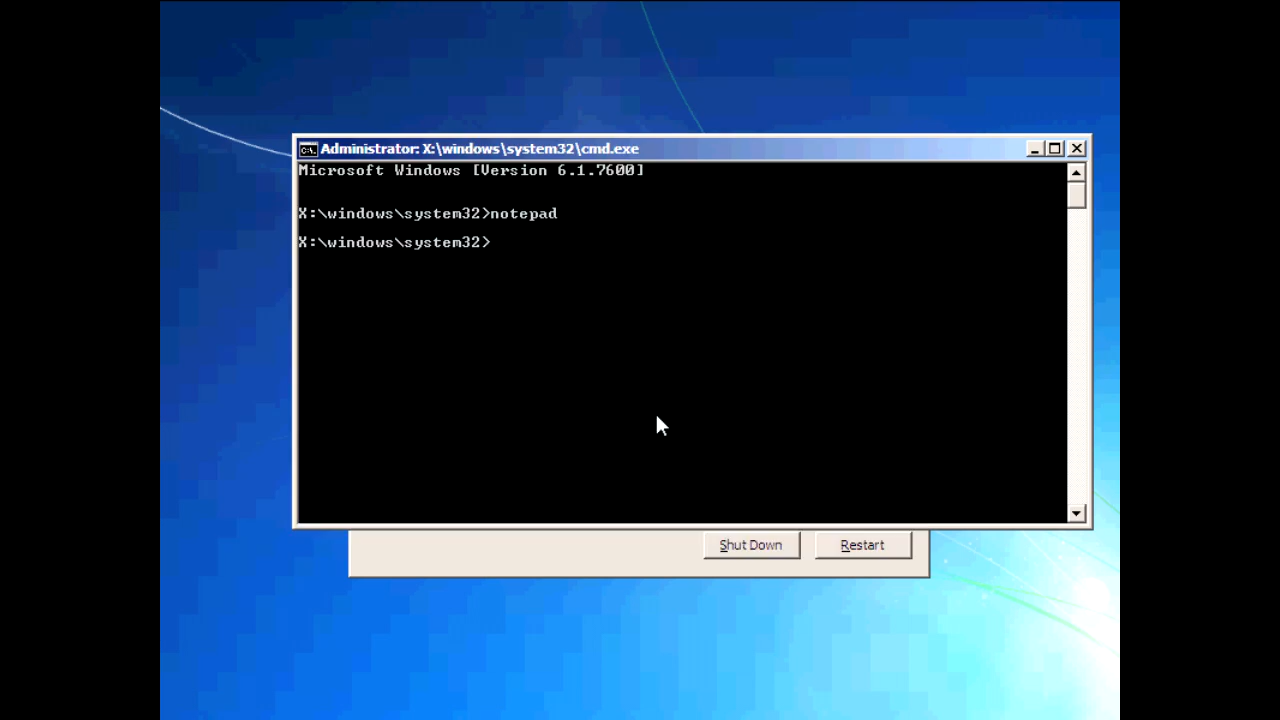 Administrator: X:\windows\system32\cmd.exe
Microsoft Windows [Version 6.1.7600]
X:\windows\system32>notepad
X:\windows\system32>
Shut Down Restart